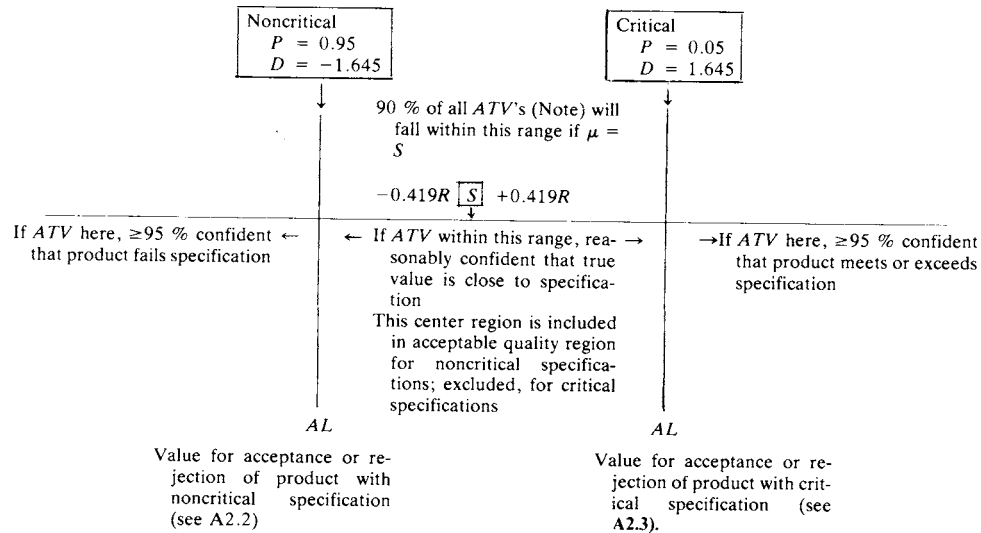 Noncritical
P = 0.95
D = −1.645
Critical
P = 0.05
D = 1.645
90 % of all ATV's (Note) will
fall within this range if μ =
S
−0.419R S +0.419R
If ATV here, ≥95 % confident ←
that product fails specification
← If ATV within this range, rea- →
sonably confident that true
value is close to specifica-
tion
This center region is included
in acceptable quality region
for noncritical specifica-
tions; excluded, for critical
specifications
→If ATV here, ≥95 % confident
that product meets or exceeds
specification
AL
Value for acceptance or re-
jection of product with
noncritical specification
(see A2.2)
AL
Value for acceptance or re-
jection of product with crit-
ical specification (see
A2.3).